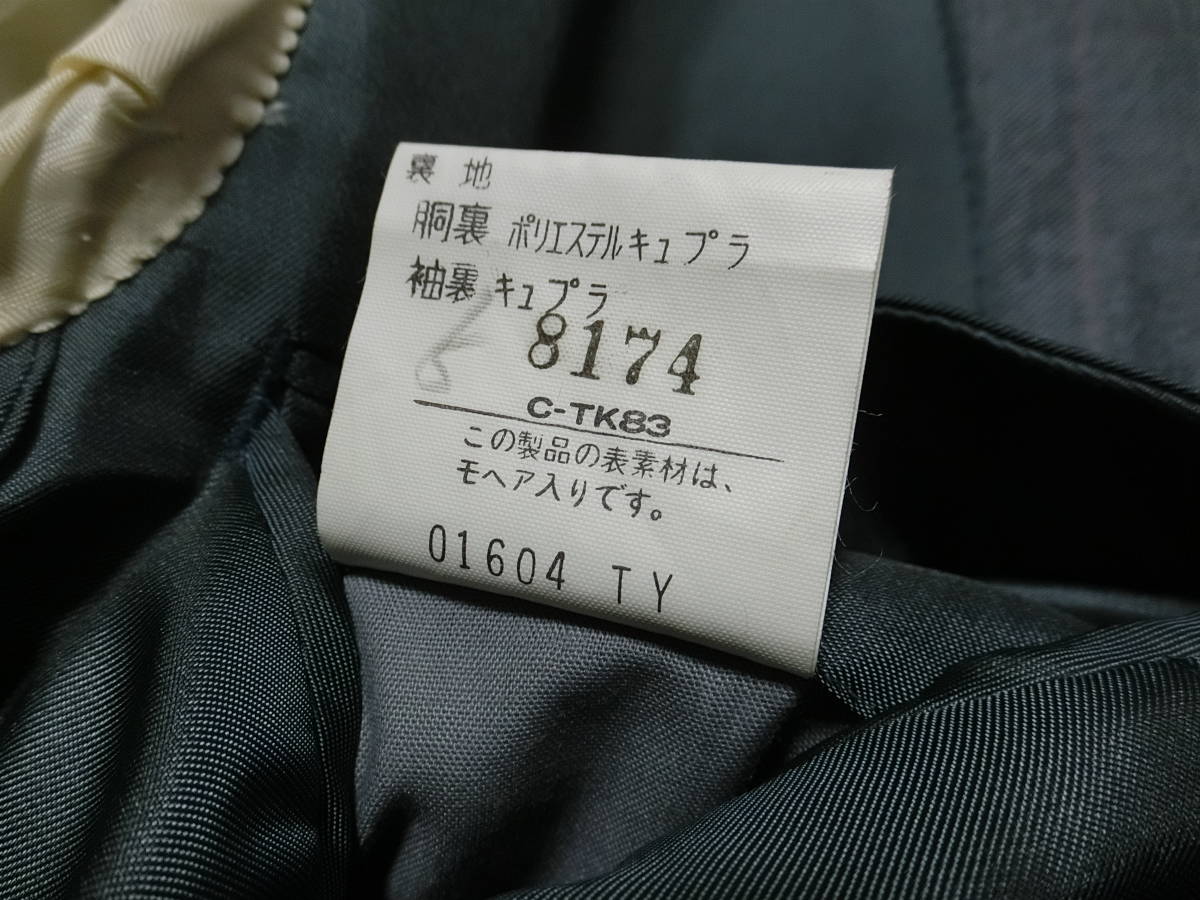 裏 地
胴裏 ポリエステルキュプラ
袖裏 キュプラ
8174
C-TK83
この製品の表素材は、
モヘア入りです。
01604 TY